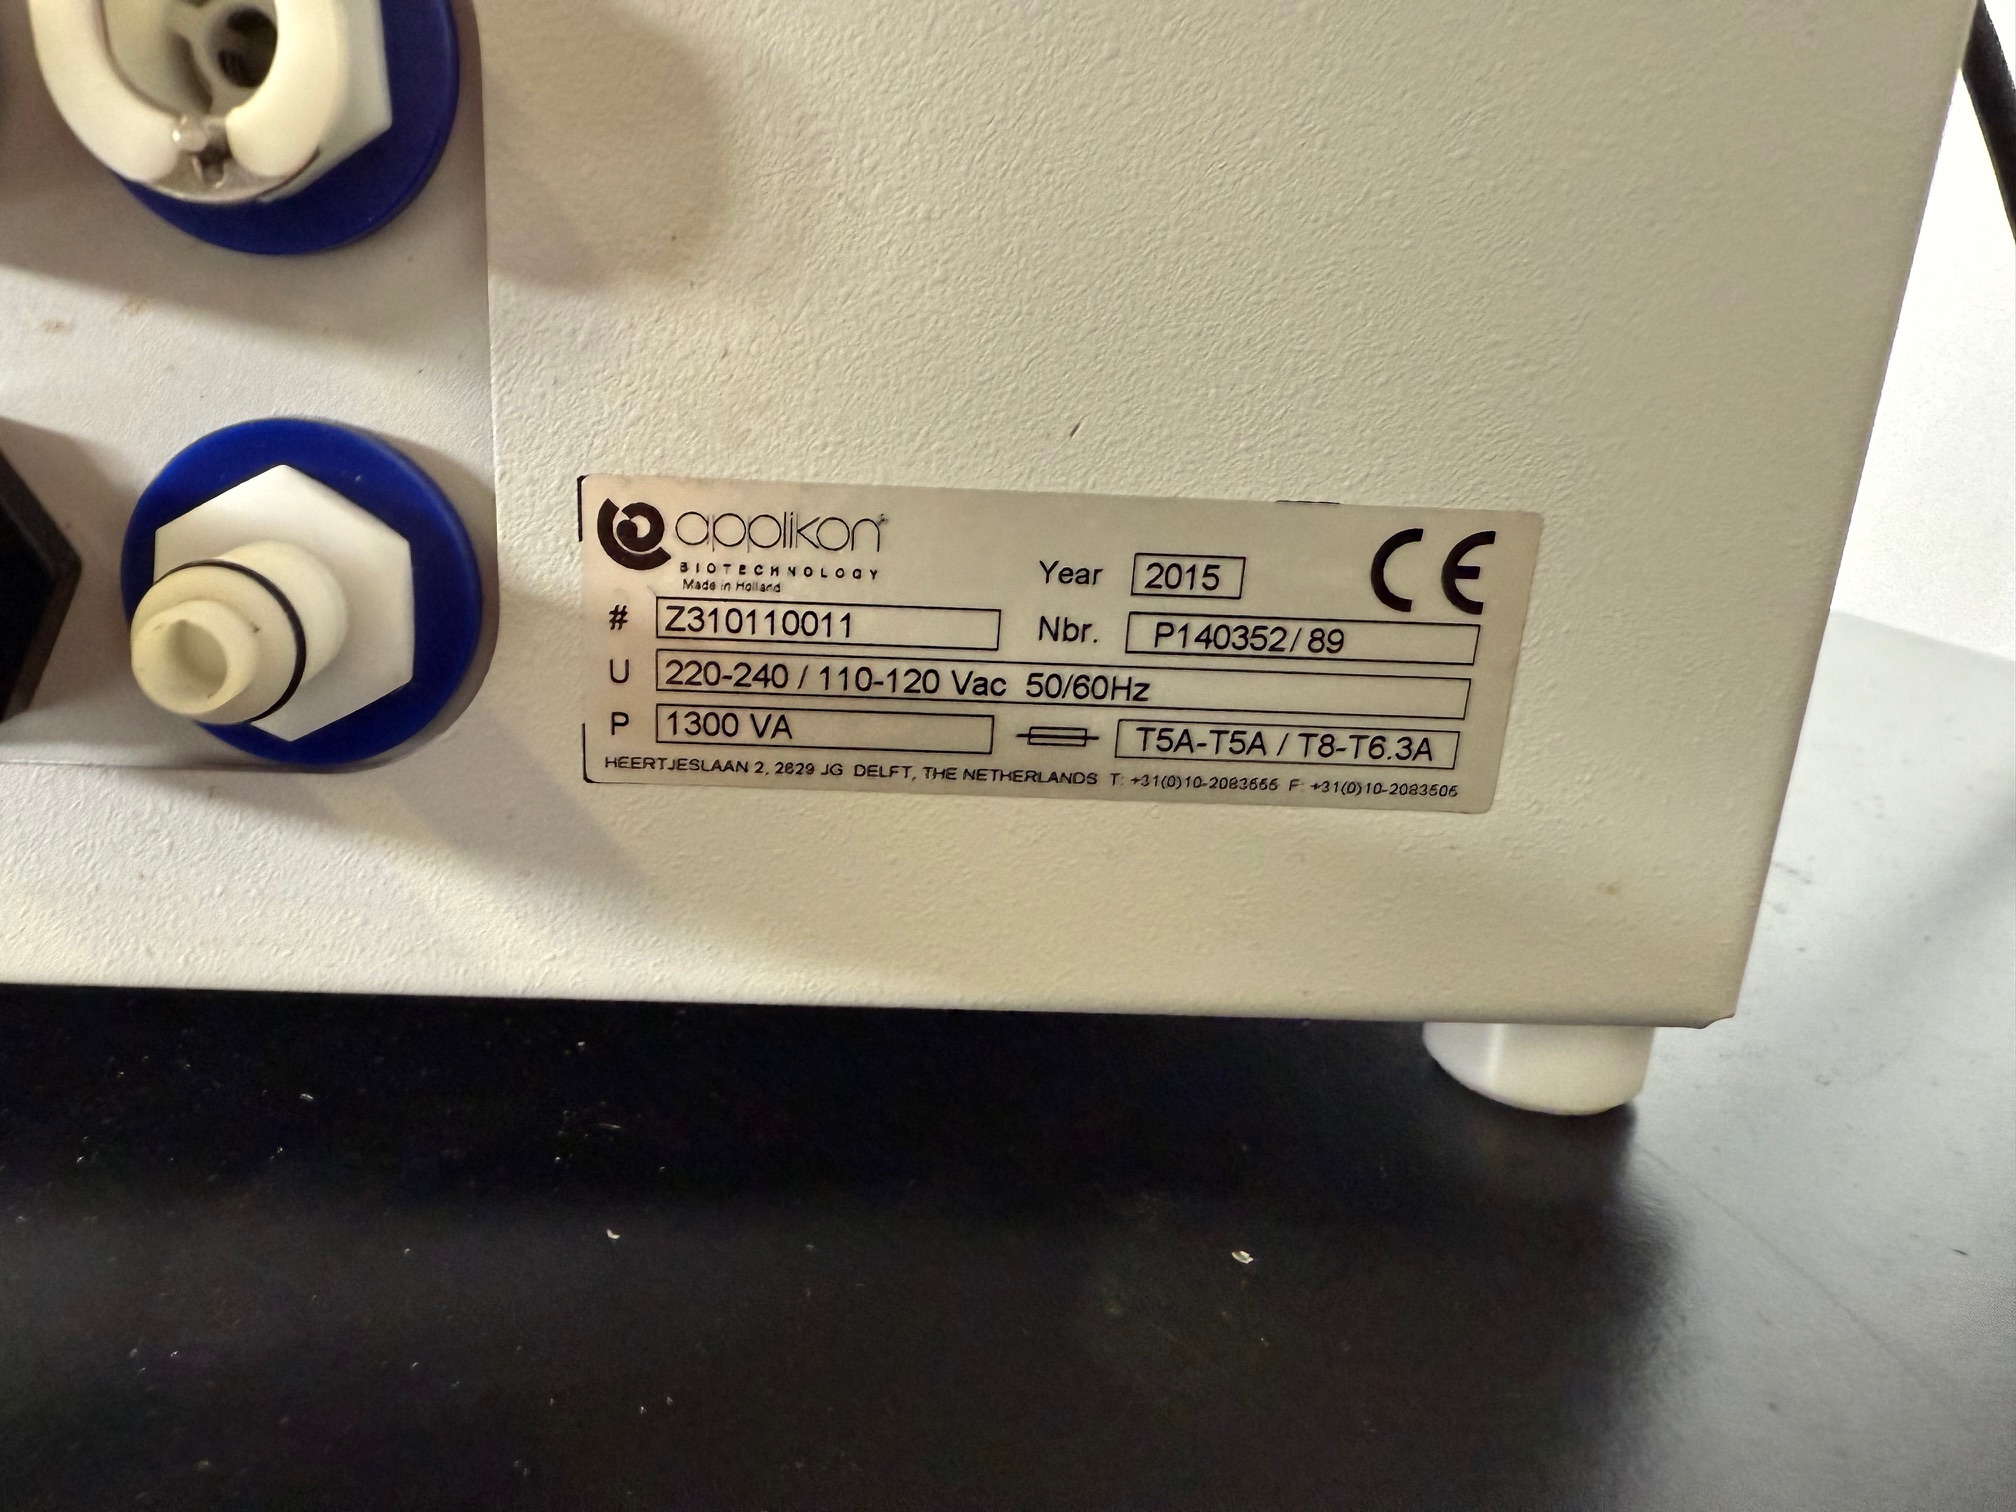 applikon
BIOTECHNOLOGY
Made in Holland
Year 2015
CE
# Z310110011
Nbr. P140352/89
U 220-240 / 110-120 Vac 50/60Hz
P 1300 VA
T5A-T5A / T8-T6.3A
HEERTJESLAAN 2, 2629 JG DELFT, THE NETHERLANDS T: +31(0)10-2083555 F: +31(0)10-2083505